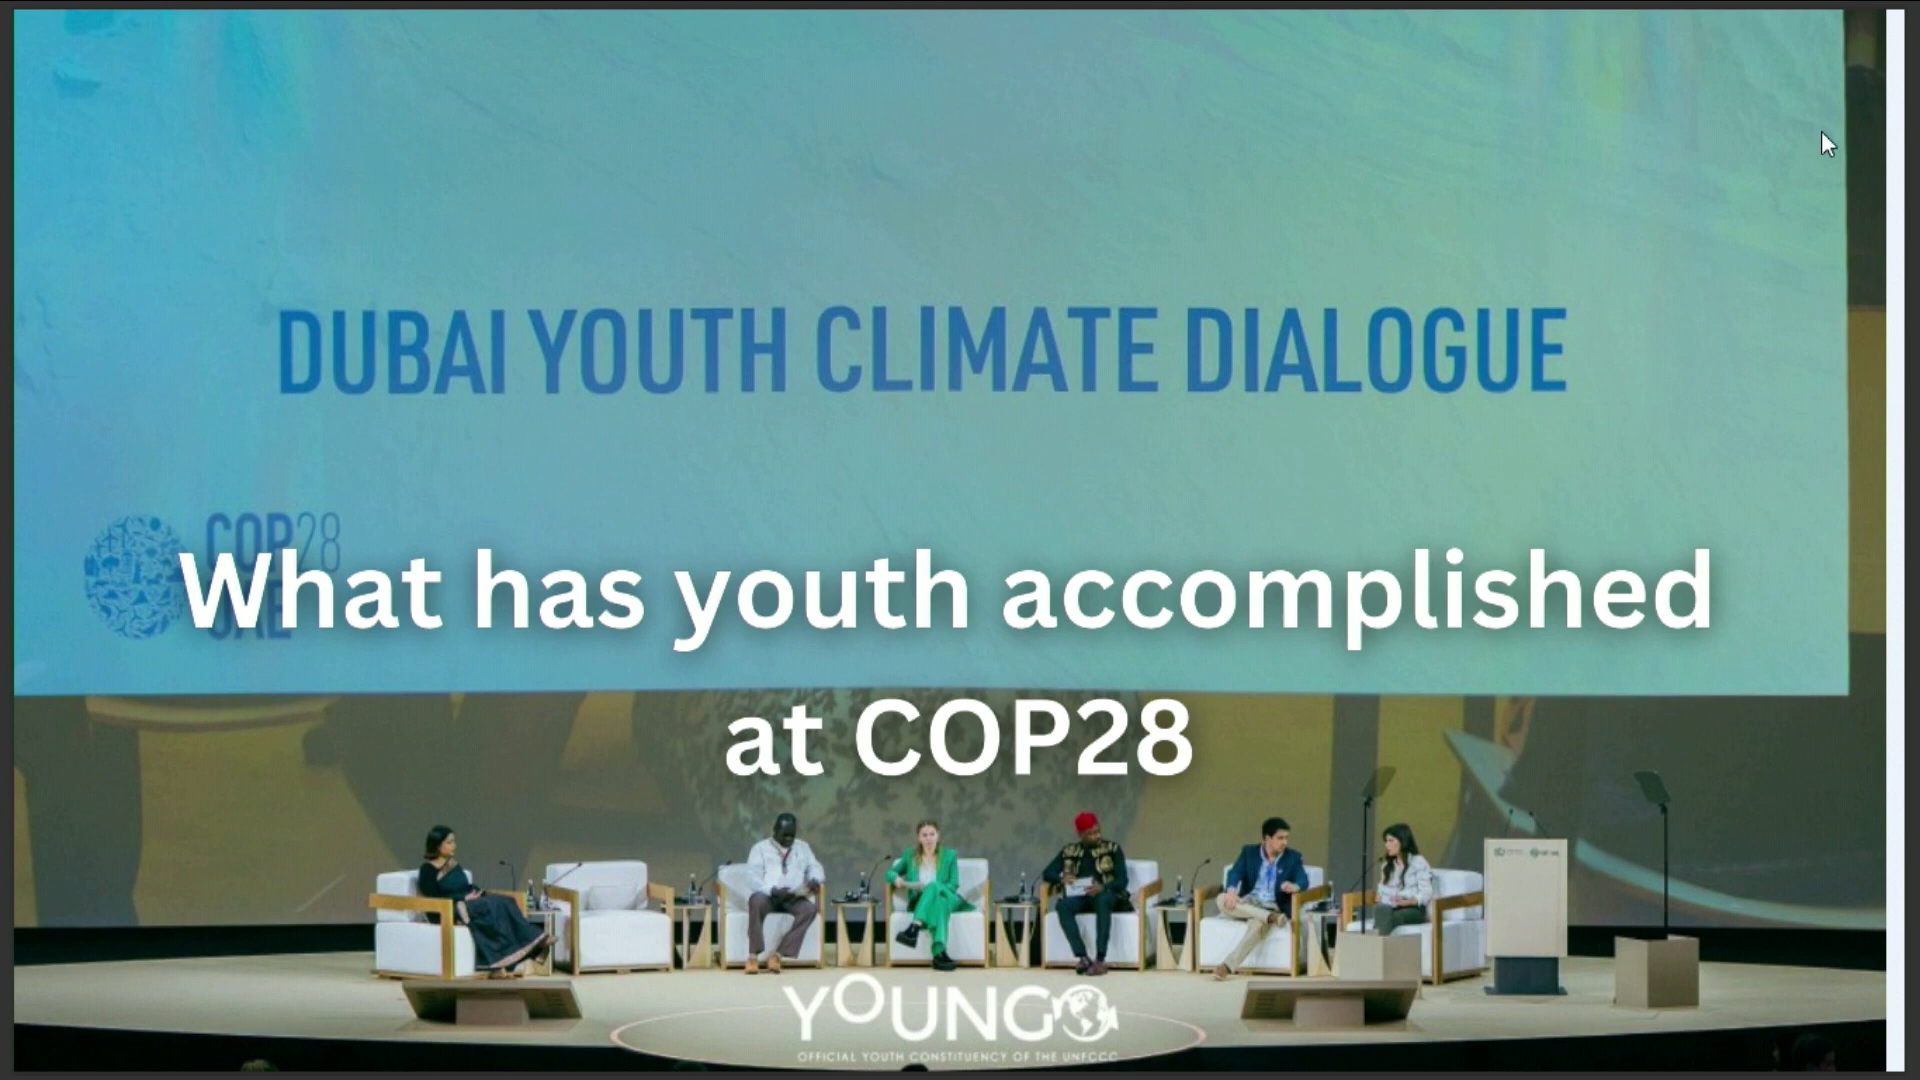 DUBAI YOUTH CLIMATE DIALOGUE
COP28
UAE
What has youth accomplished
at COP28
YOUNGO
OFFICIAL YOUTH CONSTITUENCY OF THE UNFCCC